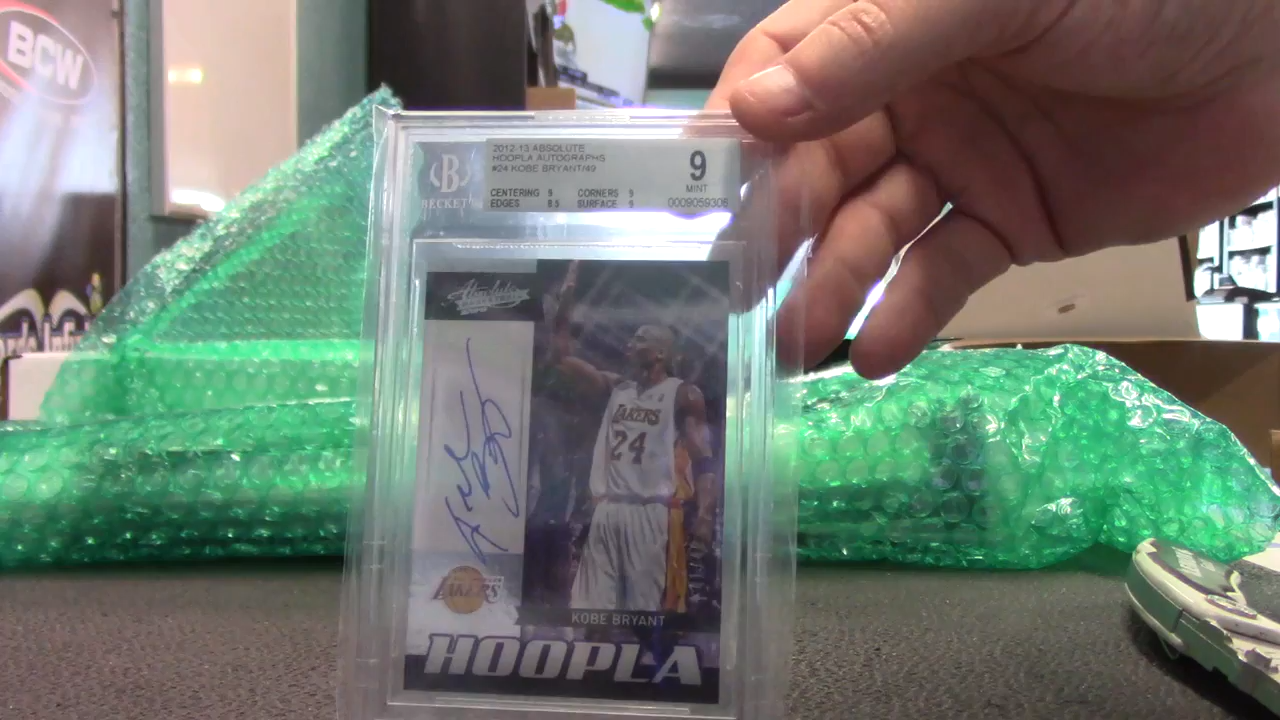 BCW
2012-13 ABSOLUTE
HOOPLA AUTOGRAPHS
#24 KOBE BRYANT/49
9
MINT
CENTERING 9 CORNERS 9
EDGES 8.5 SURFACE 9
0009059306
B
BECKETT
Absolute
LAKERS
24
LAKERS
KOBE BRYANT
HOOPLA